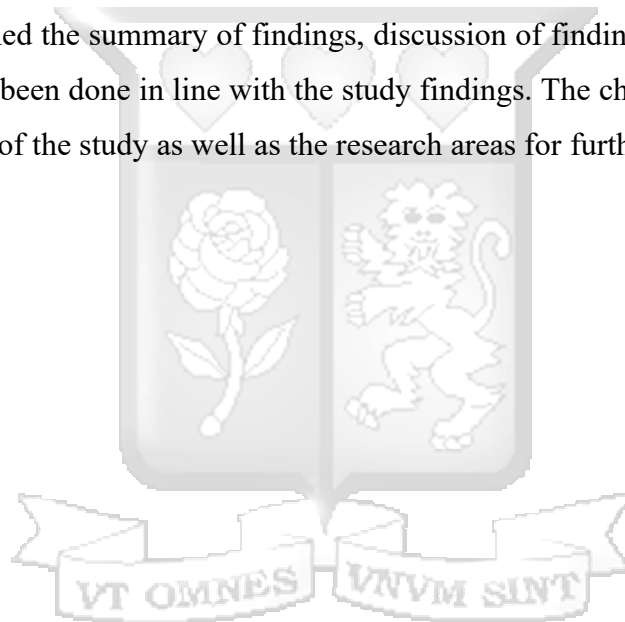 ed the summary of findings, discussion of findin
been done in line with the study findings. The ch
of the study as well as the research areas for furth
VT OMNES VNVM SINT